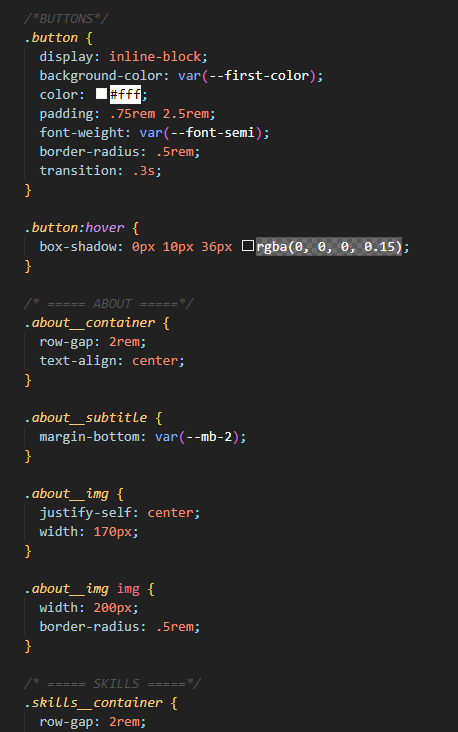 /*BUTTONS*/
.button {
display: inline-block;
background-color: var(--first-color);
color: #fff;
padding: .75rem 2.5rem;
font-weight: var(--font-semi);
border-radius: .5rem;
transition: .3s;
}
.button:hover {
box-shadow: 0px 10px 36px rgba(0, 0, 0, 0.15);
}
/* ===== ABOUT =====*/
.about__container {
row-gap: 2rem;
text-align: center;
}
.about__subtitle {
margin-bottom: var(--mb-2);
}
.about__img {
justify-self: center;
width: 170px;
}
.about__img img {
width: 200px;
border-radius: .5rem;
}
/* ===== SKILLS =====*/
.skills__container {
row-gap: 2rem;